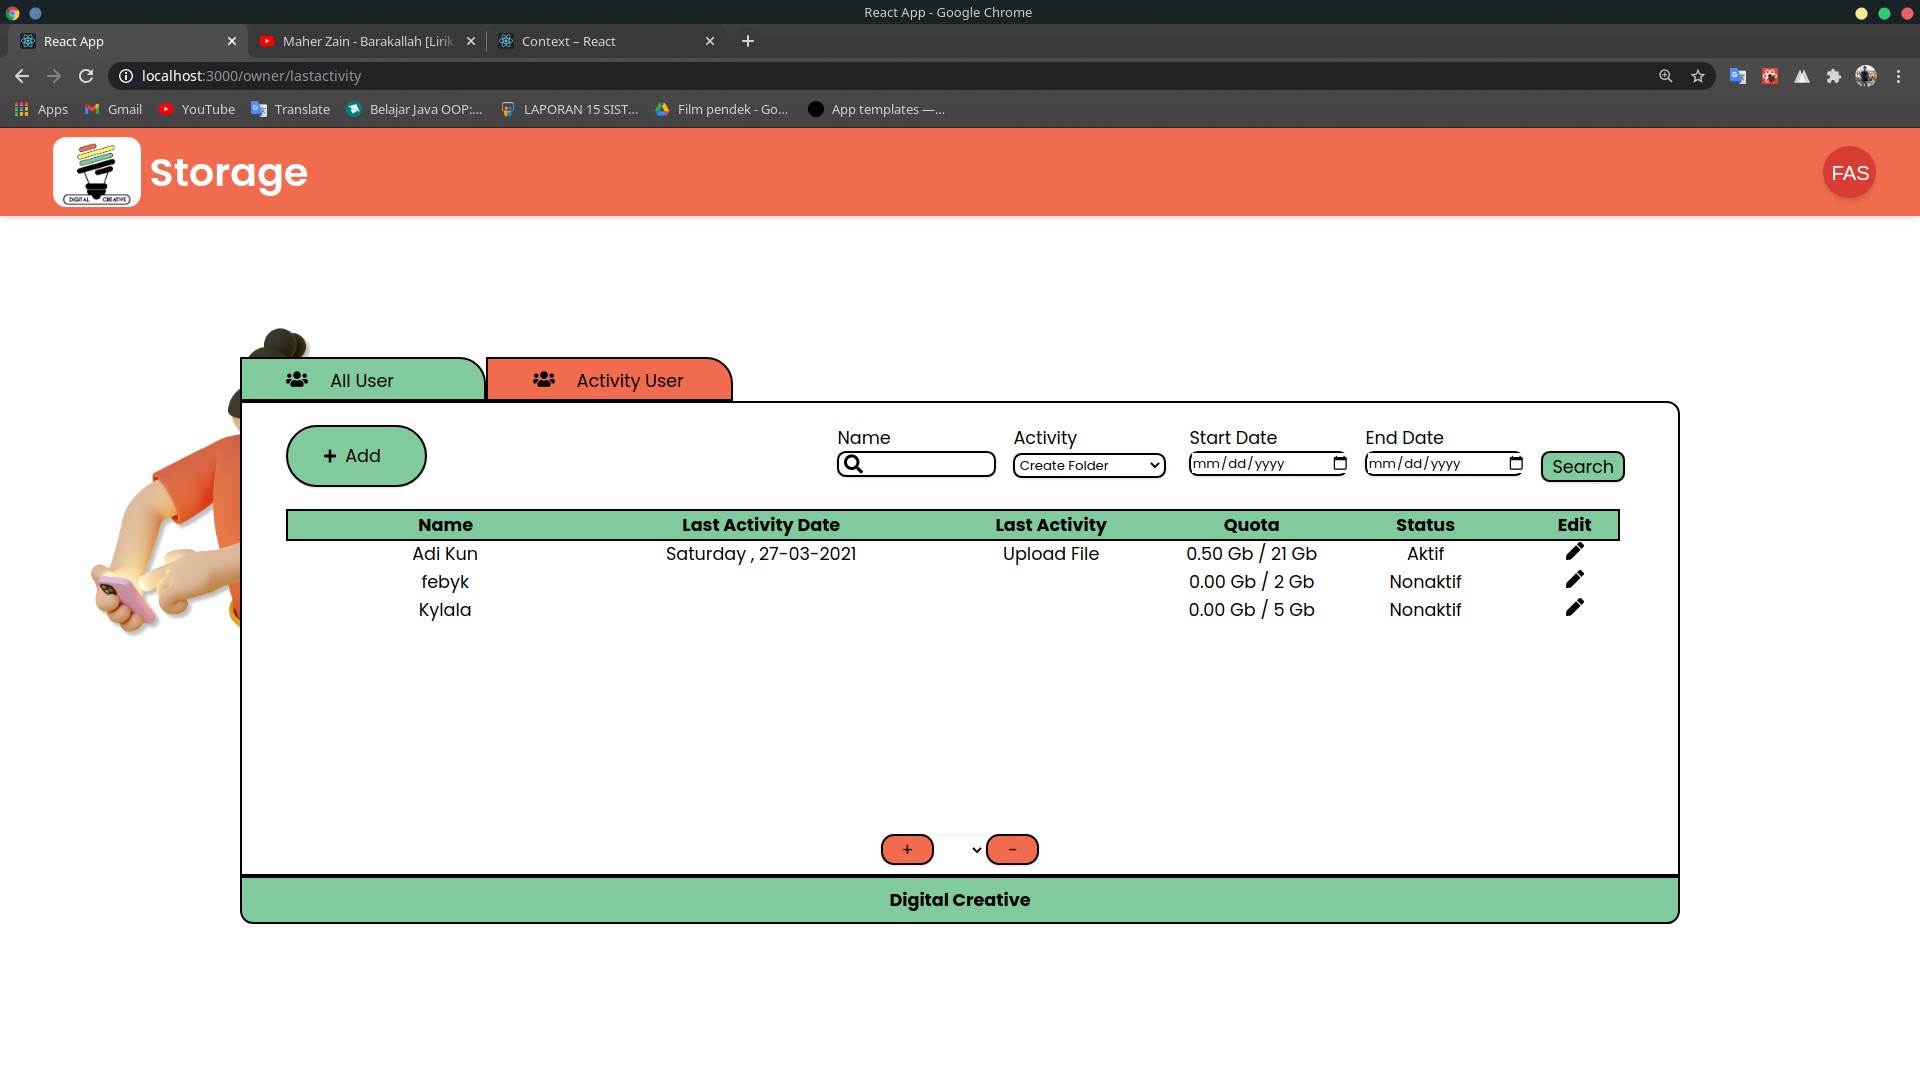 React App - Google Chrome
React App
Maher Zain - Barakallah [Lirik
Context – React
localhost:3000/owner/lastactivity
Apps
Gmail
YouTube
Translate
Belajar Java OOP:...
LAPORAN 15 SIST...
Film pendek - Go...
App templates —...
DIGITAL CREATIVE
Storage
FAS
All User
Activity User
+ Add
Name
Activity
Start Date
End Date
Create Folder
mm/dd/yyyy
mm/dd/yyyy
Search
Name Last Activity Date Last Activity Quota Status Edit
Adi Kun Saturday , 27-03-2021 Upload File 0.50 Gb / 21 Gb Aktif
febyk 0.00 Gb / 2 Gb Nonaktif
Kylala 0.00 Gb / 5 Gb Nonaktif
+
-
Digital Creative